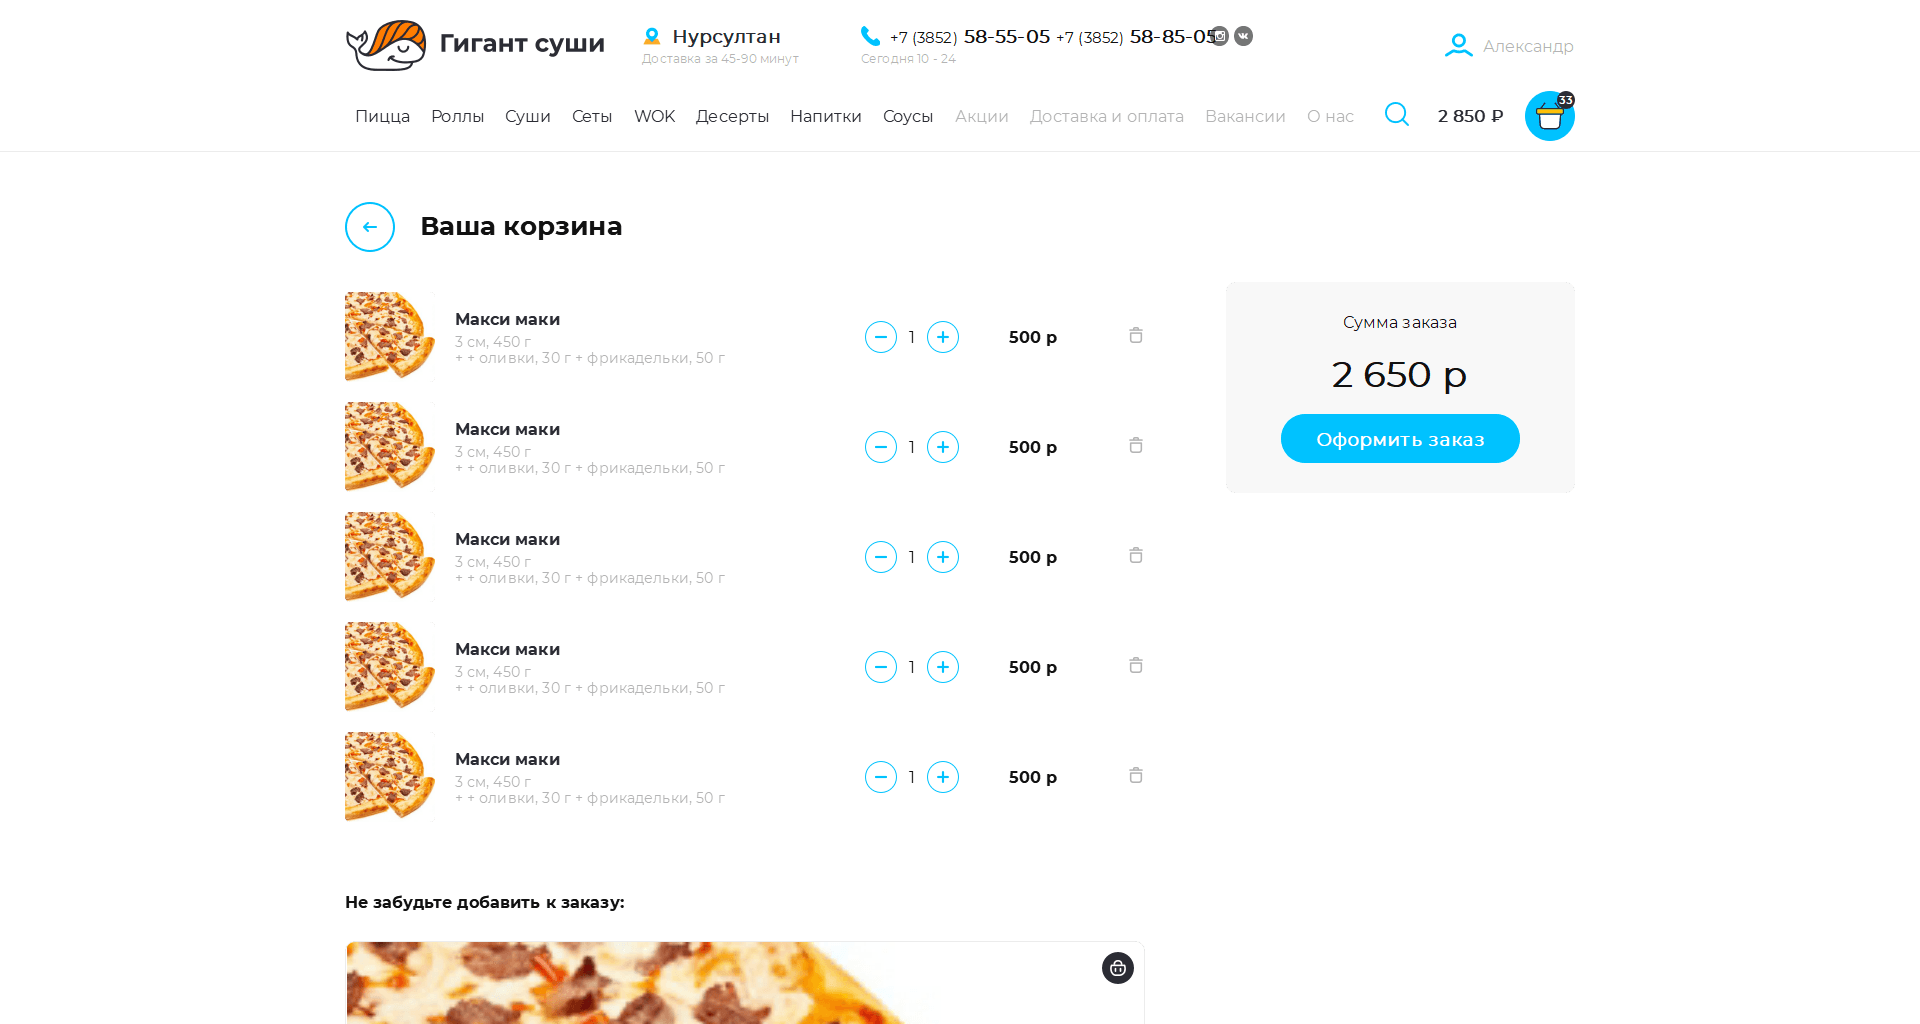 Гигант суши
Нурсултан
Доставка за 45-90 минут
+7 (3852) 58-55-05 +7 (3852) 58-85-05
Сегодня 10 - 24
Александр
Пицца Роллы Суши Сеты WOK Десерты Напитки Соусы Акции Доставка и оплата Вакансии О нас
2 850 ₽
33
Ваша корзина
Макси маки
3 см, 450 г
+ + оливки, 30 г + фрикадельки, 50 г
1
500 р
Макси маки
3 см, 450 г
+ + оливки, 30 г + фрикадельки, 50 г
1
500 р
Макси маки
3 см, 450 г
+ + оливки, 30 г + фрикадельки, 50 г
1
500 р
Макси маки
3 см, 450 г
+ + оливки, 30 г + фрикадельки, 50 г
1
500 р
Макси маки
3 см, 450 г
+ + оливки, 30 г + фрикадельки, 50 г
1
500 р
Сумма заказа
2 650 р
Оформить заказ
Не забудьте добавить к заказу: